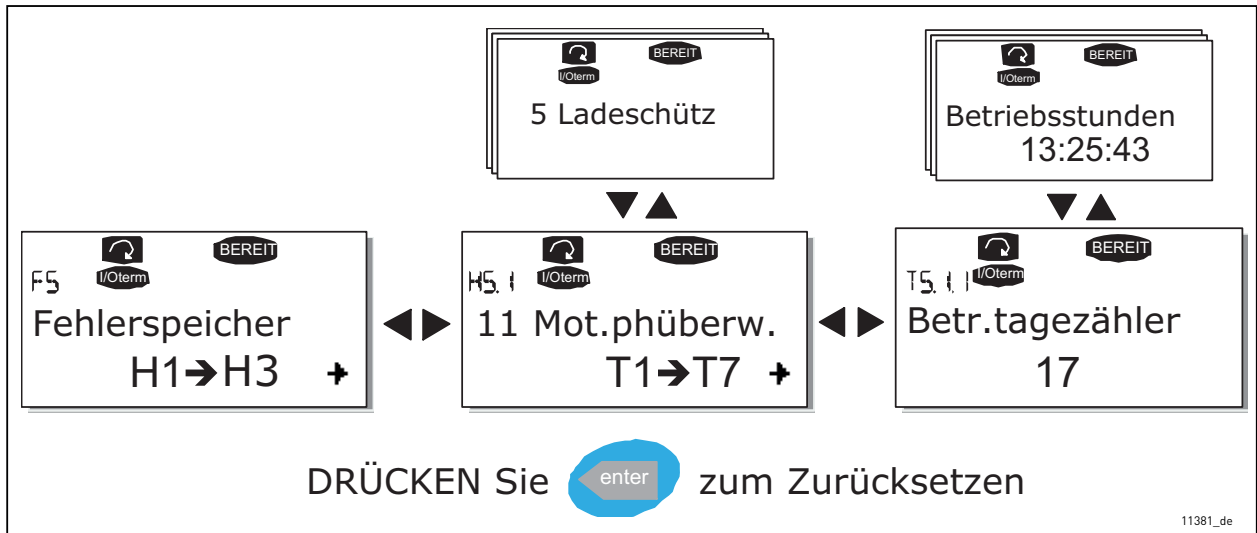 BEREIT
I/Oterm
5 Ladeschütz
BEREIT
I/Oterm
Betriebsstunden
13:25:43
BEREIT
F5 I/Oterm
Fehlerspeicher
H1➔H3 ➔
BEREIT
H5.1 I/Oterm
11 Mot.phüberw.
T1➔T7 ➔
BEREIT
T5.1.1 I/Oterm
Betr.tagezähler
17
DRÜCKEN Sie enter zum Zurücksetzen
11381_de